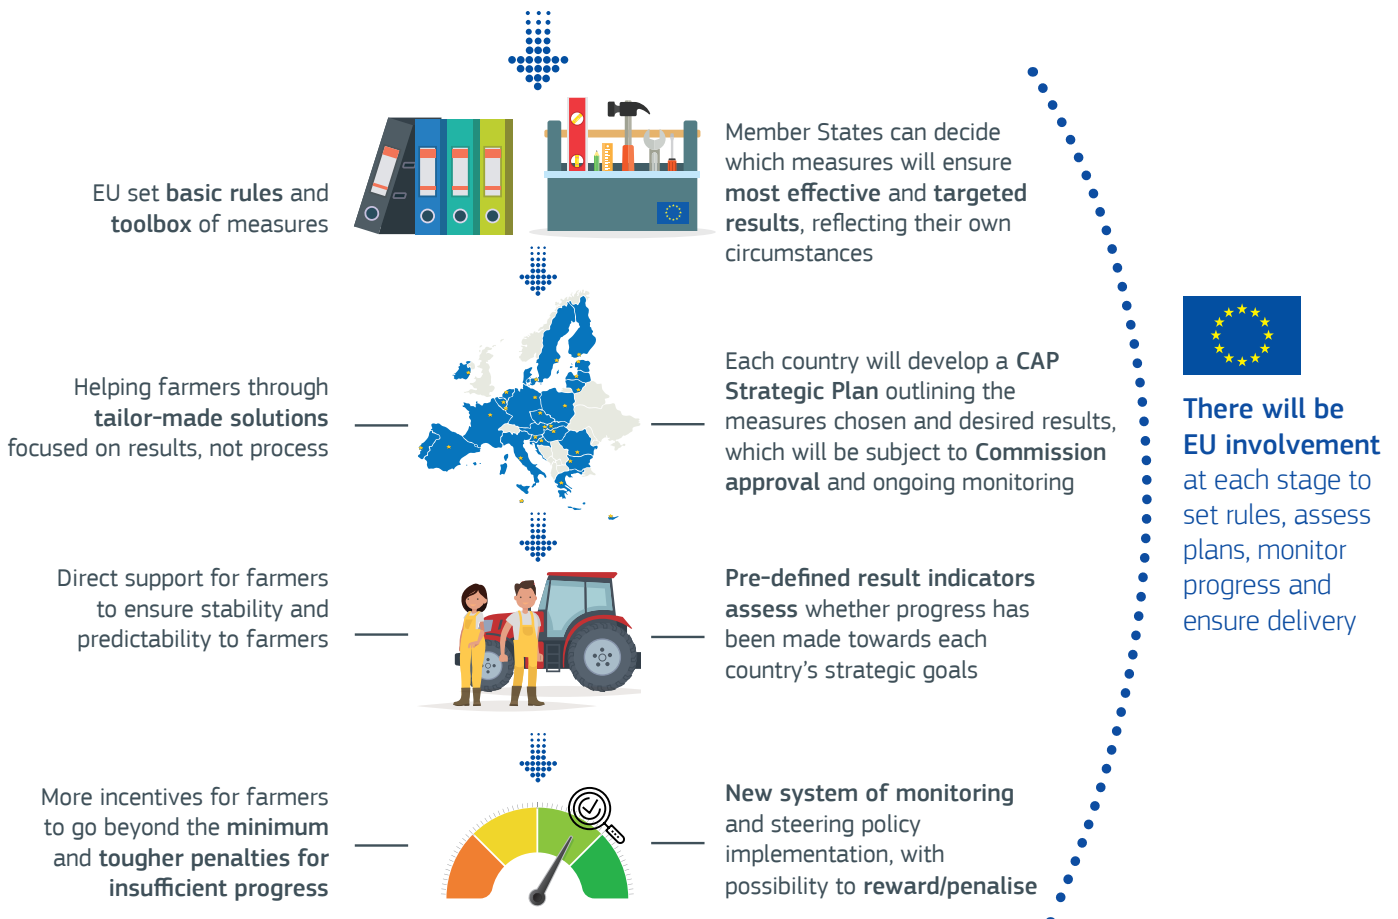 EU set basic rules and
toolbox of measures
Member States can decide
which measures will ensure
most effective and targeted
results, reflecting their own
circumstances
Helping farmers through
tailor-made solutions
focused on results, not process
Each country will develop a CAP
Strategic Plan outlining the
measures chosen and desired results,
which will be subject to Commission
approval and ongoing monitoring
Direct support for farmers
to ensure stability and
predictability to farmers
Pre-defined result indicators
assess whether progress has
been made towards each
country’s strategic goals
More incentives for farmers
to go beyond the minimum
and tougher penalties for
insufficient progress
New system of monitoring
and steering policy
implementation, with
possibility to reward/penalise
There will be
EU involvement
at each stage to
set rules, assess
plans, monitor
progress and
ensure delivery